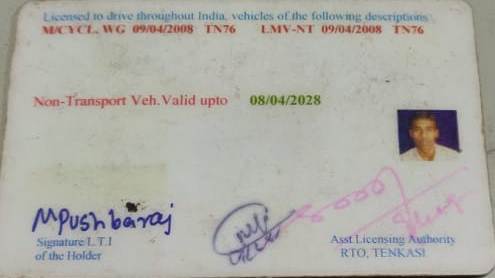 Licensed to drive throughout India, vehicles of the following descriptions
M/CYCL. WG 09/04/2008 TN76 LMV-NT 09/04/2008 TN76
Non-Transport Veh.Valid upto 08/04/2028
MPushbaraj
Signature/L.T.I
of the Holder
Asst Licensing Authority
RTO, TENKASI